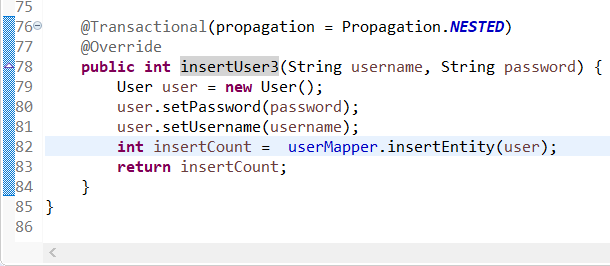 75
76 @Transactional(propagation = Propagation.NESTED)
77 @Override
78 public int insertUser3(String username, String password) {
79 User user = new User();
80 user.setPassword(password);
81 user.setUsername(username);
82 int insertCount =  userMapper.insertEntity(user);
83 return insertCount;
84 }
85 }
86